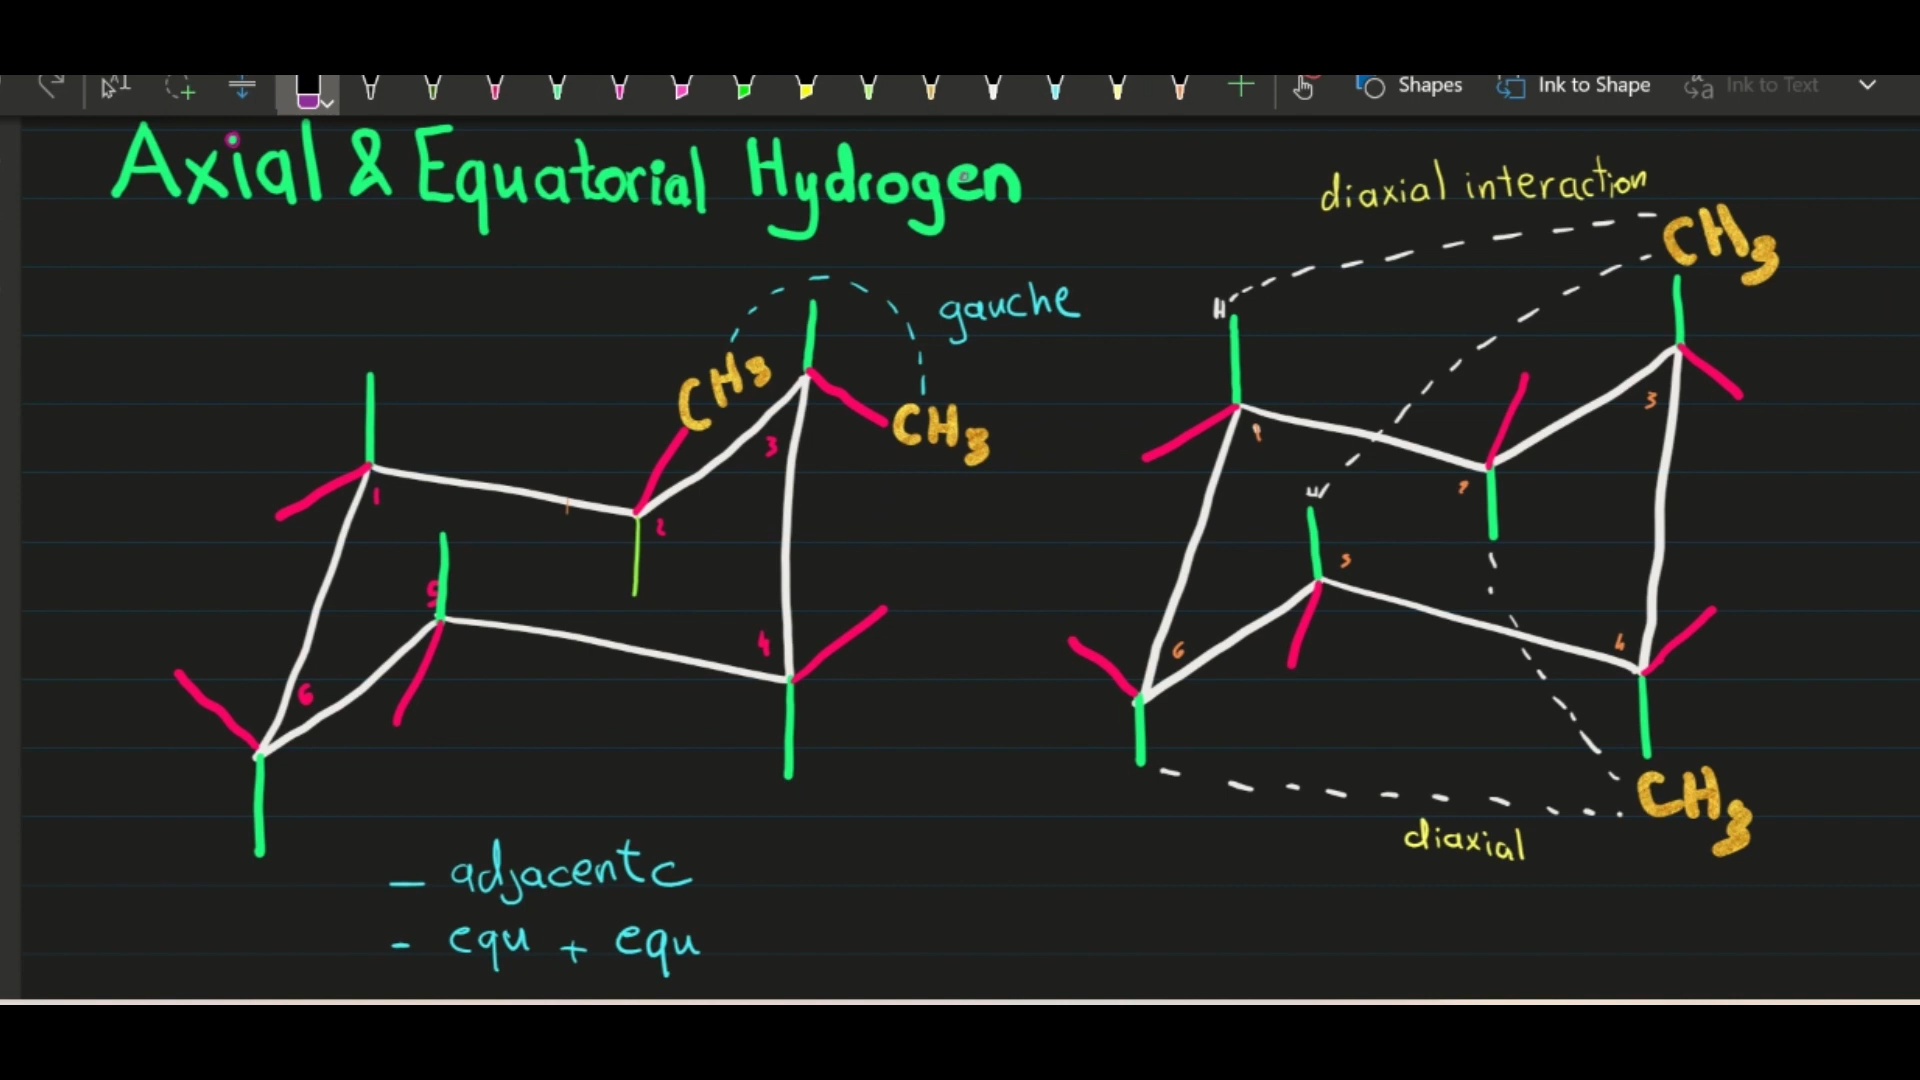 Shapes
Ink to Shape
Ink to Text
Axial & Equatorial Hydrogen
diaxial interaction
CH3
H
gauche
CH3
CH3
3
3
1
2
5
4
6
1
2
H
5
4
6
CH3
diaxial
- adjacent c
- equ + equ